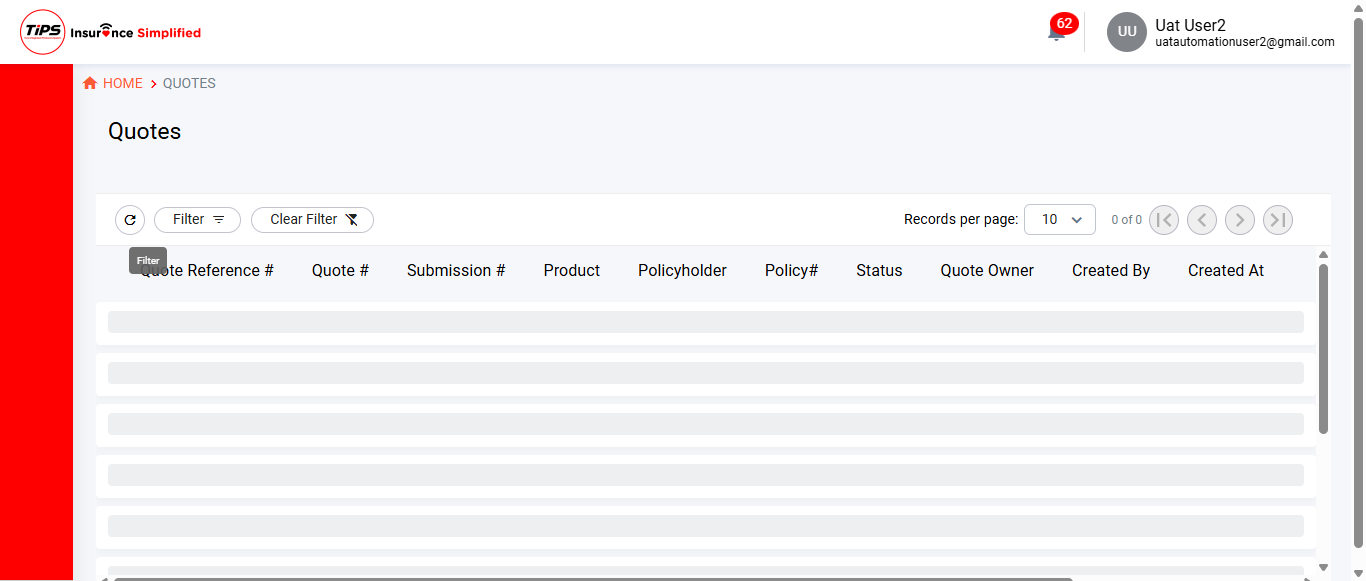 TiPS Insurance Simplified
62
UU
Uat User2
uatautomationuser2@gmail.com
HOME QUOTES
Quotes
Filter
Clear Filter
Records per page: 10 0 of 0
Filter
Quote Reference # Quote # Submission # Product Policyholder Policy# Status Quote Owner Created By Created At